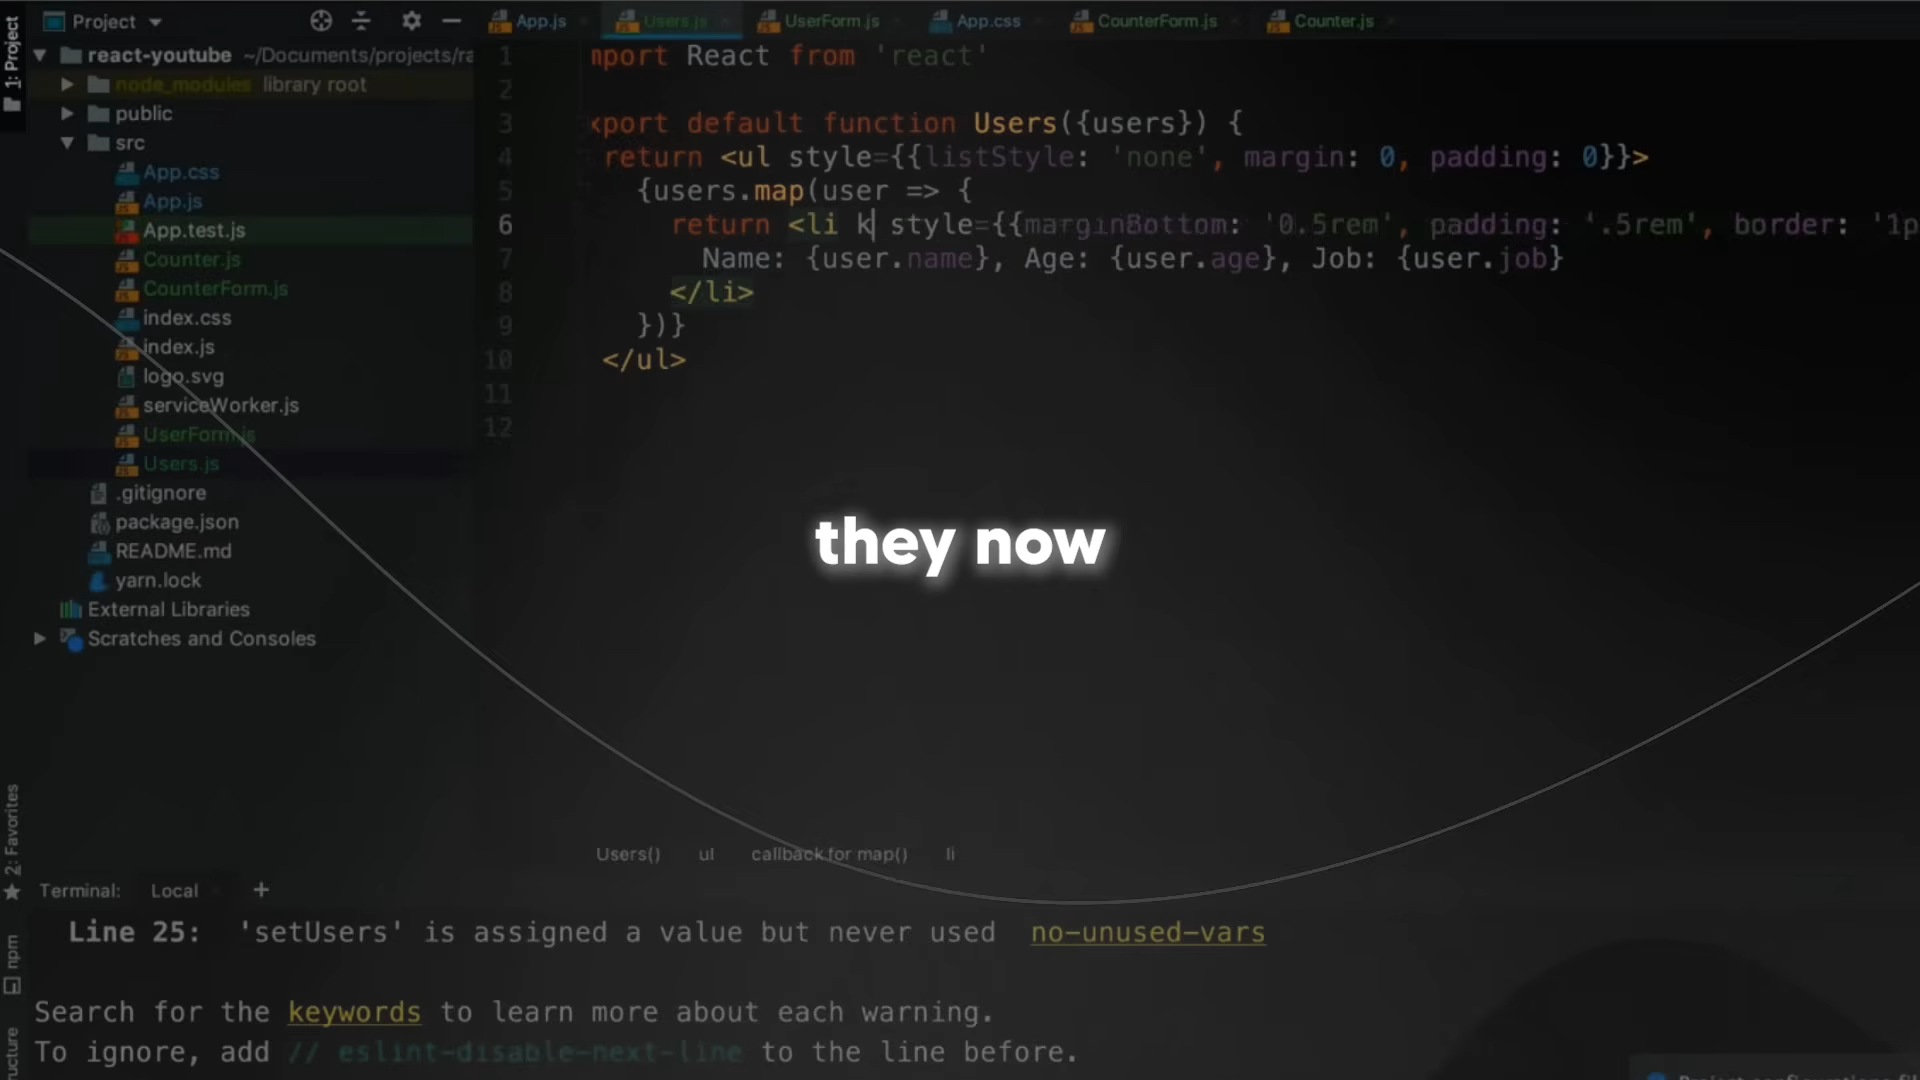 1: Project
Project
react-youtube ~/Documents/projects/ra
node_modules library root
public
src
App.css
App.js
App.test.js
Counter.js
CounterForm.js
index.css
index.js
logo.svg
serviceWorker.js
UserForm.js
Users.js
.gitignore
package.json
README.md
yarn.lock
External Libraries
Scratches and Consoles
App.js Users.js UserForm.js App.css CounterForm.js Counter.js
1 mport React from 'react'
2
3 xport default function Users({users}) {
4 return <ul style={{listStyle: 'none', margin: 0, padding: 0}}>
5 {users.map(user => {
6 return <li k style={{marginBottom: '0.5rem', padding: '.5rem', border: '1p
7 Name: {user.name}, Age: {user.age}, Job: {user.job}
8 </li>
9 })}
10 </ul>
11
12
they now
Users() ul callback for map() li
2: Favorites
npm
ucture
Terminal: Local +
Line 25: 'setUsers' is assigned a value but never used no-unused-vars
Search for the keywords to learn more about each warning.
To ignore, add // eslint-disable-next-line to the line before.